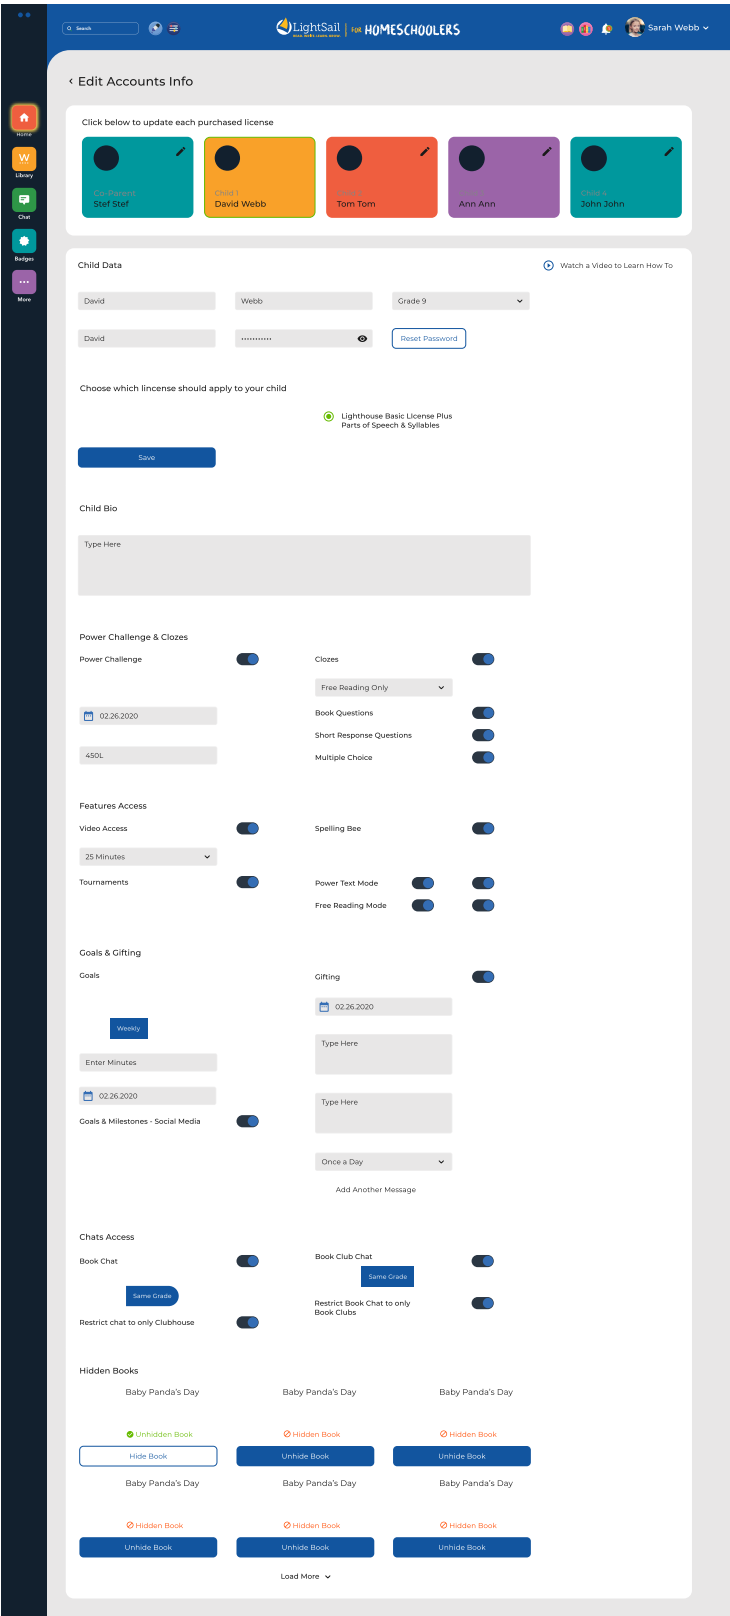 Search
LightSail
READ. WRITE. LEARN. GROW.
FOR HOMESCHOOLERS
Sarah Webb
Home
W
Library
Chat
Badges
More
Edit Accounts Info
Click below to update each purchased license
Co-Parent
Stef Stef
Child 1
David Webb
Tom Tom
Ann Ann
Child 4
John John
Child Data
Watch a Video to Learn How To
David
Webb
Grade 9
David
Reset Password
Choose which lincense should apply to your child
Lighthouse Basic LIcense Plus
Parts of Speech & Syllables
Save
Child Bio
Type Here
Power Challenge & Clozes
Power Challenge
Clozes
Free Reading Only
02.26.2020
Book Questions
Short Response Questions
450L
Multiple Choice
Features Access
Video Access
Spelling Bee
25 Minutes
Tournaments
Power Text Mode
Free Reading Mode
Goals & Gifting
Goals
Gifting
02.26.2020
Weekly
Type Here
Enter Minutes
02.26.2020
Type Here
Goals & Milestones - Social Media
Once a Day
Add Another Message
Chats Access
Book Chat
Book Club Chat
Same Grade
Same Grade
Restrict Book Chat to only
Book Clubs
Restrict chat to only Clubhouse
Hidden Books
Baby Panda's Day
Baby Panda's Day
Baby Panda's Day
Unhidden Book
Hidden Book
Hidden Book
Hide Book
Unhide Book
Unhide Book
Baby Panda's Day
Baby Panda's Day
Baby Panda's Day
Hidden Book
Hidden Book
Hidden Book
Unhide Book
Unhide Book
Unhide Book
Load More